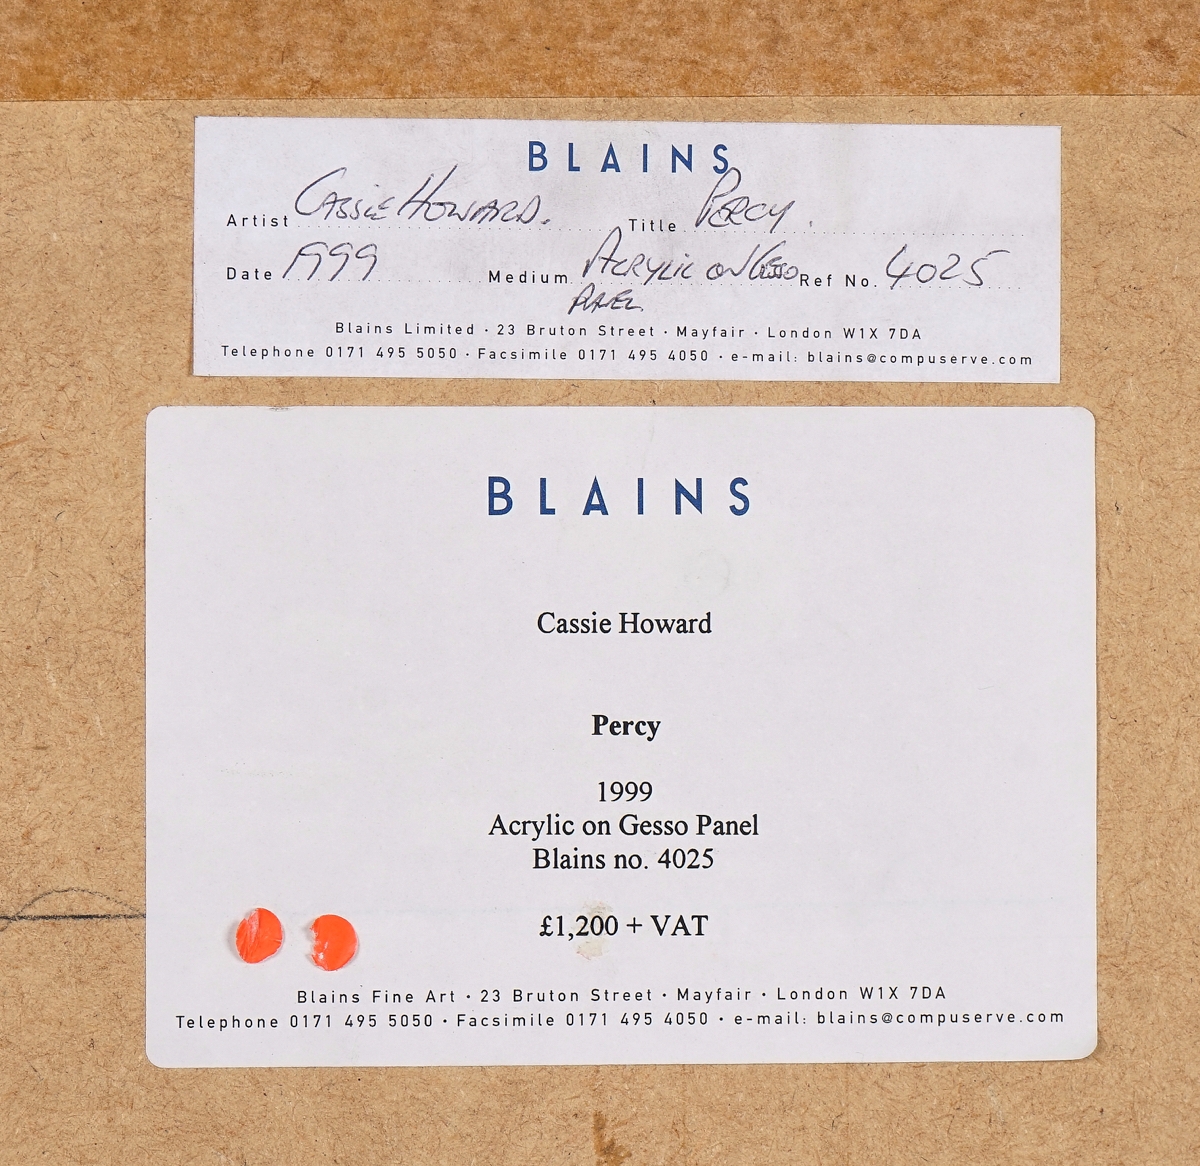 BLAINS
Artist CASSIE HOWARD. Title PERCY.
Date 1999 Medium ACRYLIC ON GESSO Ref No. 4025
PANEL.
Blains Limited · 23 Bruton Street · Mayfair · London W1X 7DA
Telephone 0171 495 5050 · Facsimile 0171 495 4050 · e-mail: blains@compuserve.com
BLAINS
Cassie Howard
Percy
1999
Acrylic on Gesso Panel
Blains no. 4025
£1,200 + VAT
Blains Fine Art · 23 Bruton Street · Mayfair · London W1X 7DA
Telephone 0171 495 5050 · Facsimile 0171 495 4050 · e-mail: blains@compuserve.com